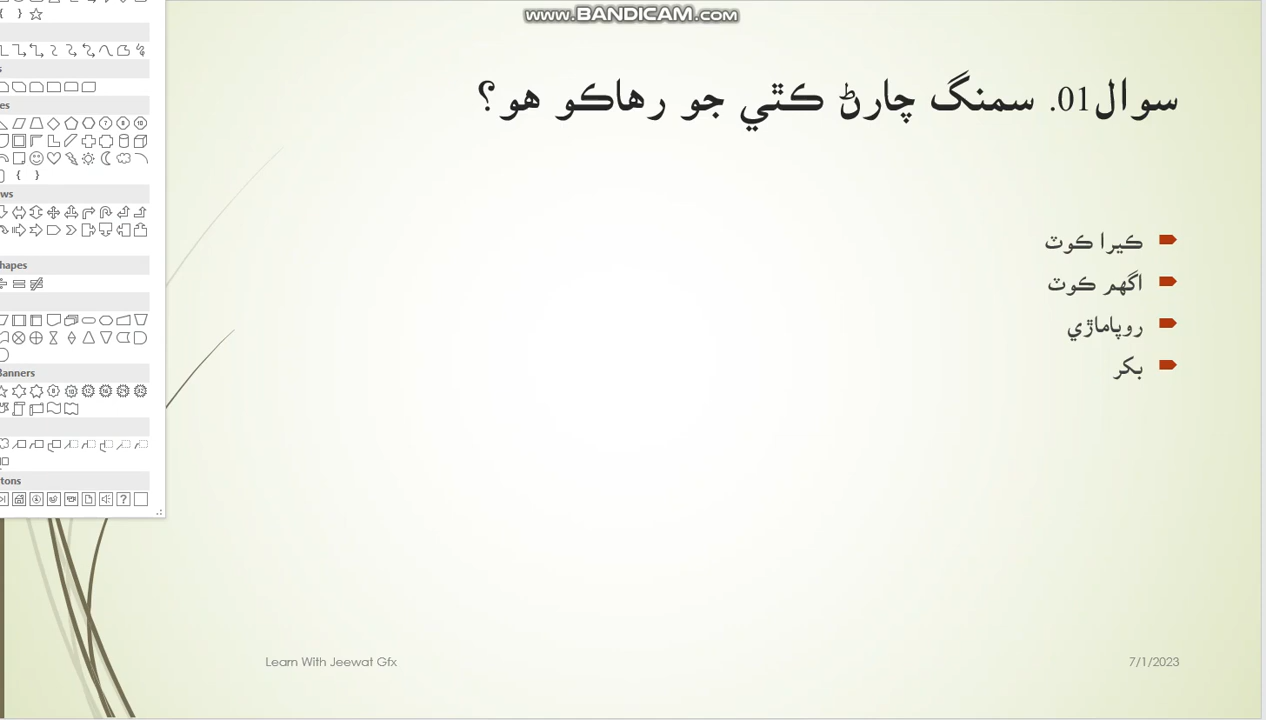 www.BANDICAM.com
سوال01. سمنگ چارڻ ڪٿي جو رهاڪو هو؟
ڪيرا ڪوٽ
اگهم ڪوٽ
روپاماڙي
بکر
Learn With Jeewat Gfx
7/1/2023